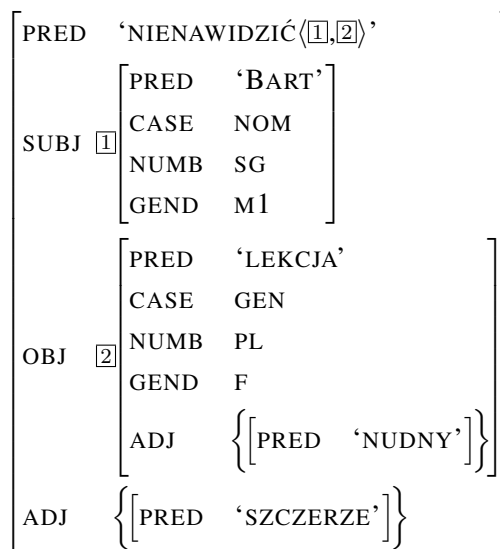 PRED ‘NIENAWIDZIĆ⟨1,2⟩’
PRED ‘BART’
CASE NOM
SUBJ 1
NUMB SG
GEND M1
PRED ‘LEKCJA’
CASE GEN
OBJ 2 NUMB PL
GEND F
ADJ {[PRED ‘NUDNY’]}
ADJ {[PRED ‘SZCZERZE’]}